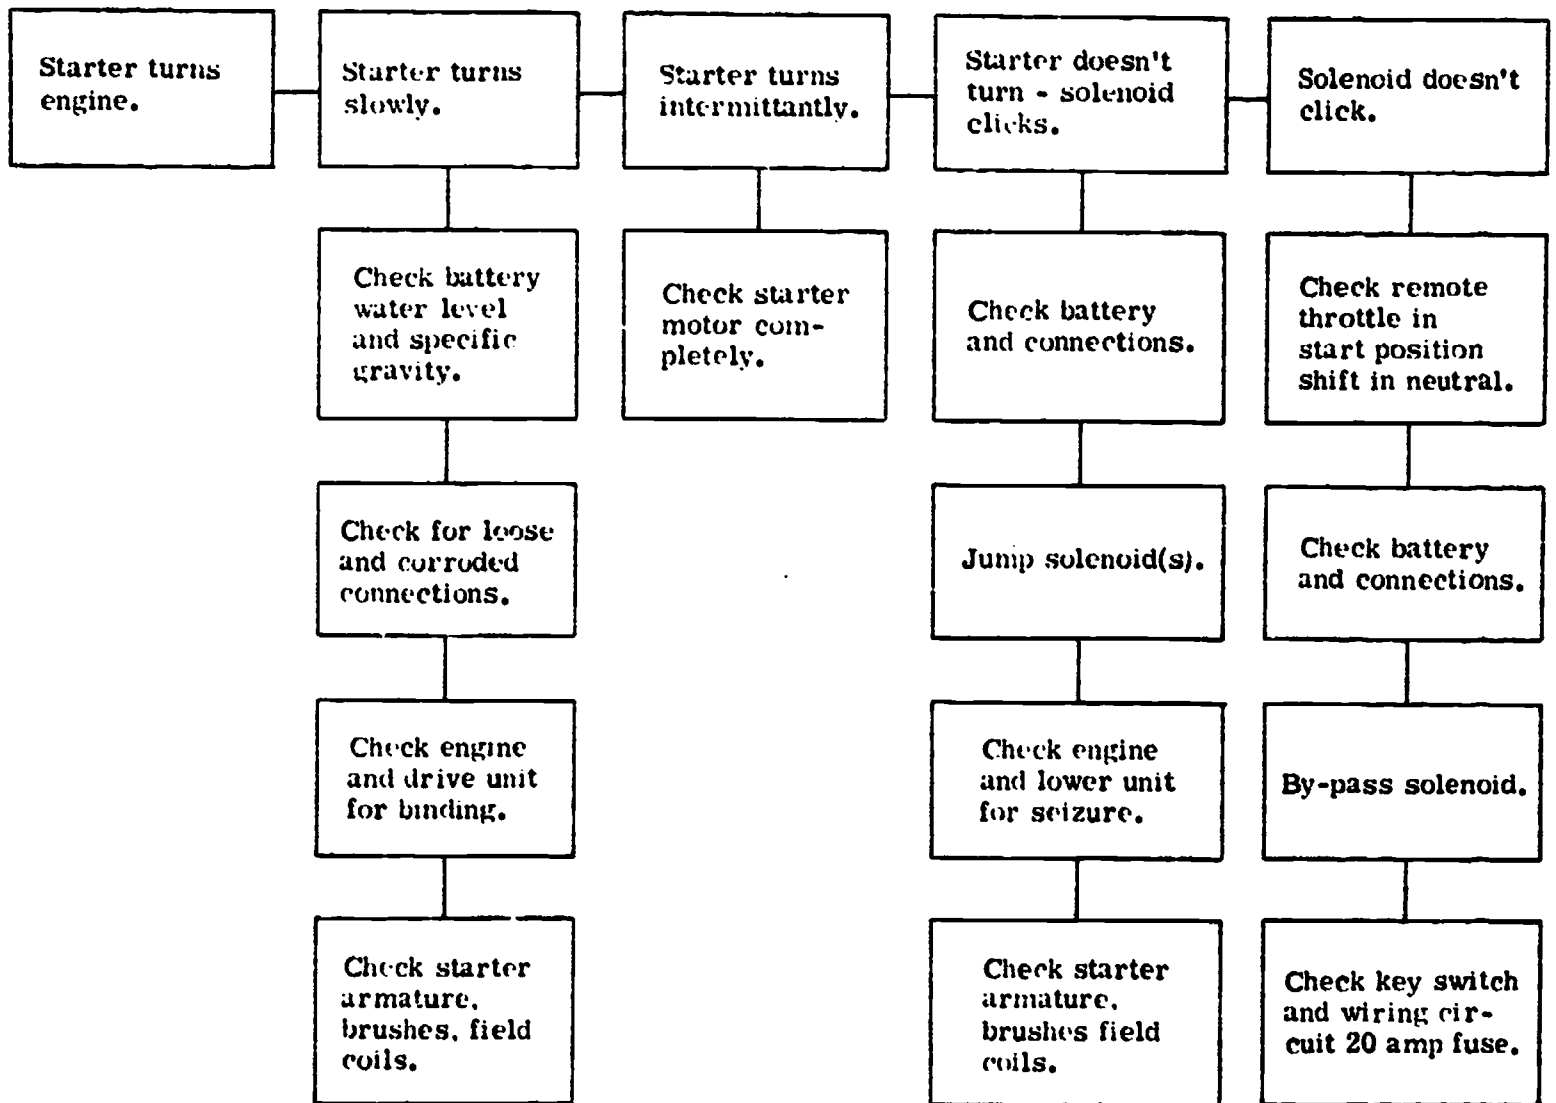 Starter turns
engine.
Starter turns
slowly.
Starter turns
intermittantly.
Starter doesn't
turn - solenoid
clicks.
Solenoid doesn't
click.
Check battery
water level
and specific
gravity.
Check starter
motor com-
pletely.
Check battery
and connections.
Check remote
throttle in
start position
shift in neutral.
Check for loose
and corroded
connections.
Jump solenoid(s).
Check battery
and connections.
Check engine
and drive unit
for binding.
Check engine
and lower unit
for seizure.
By-pass solenoid.
Check starter
armature,
brushes, field
coils.
Check starter
armature,
brushes field
coils.
Check key switch
and wiring cir-
cuit 20 amp fuse.